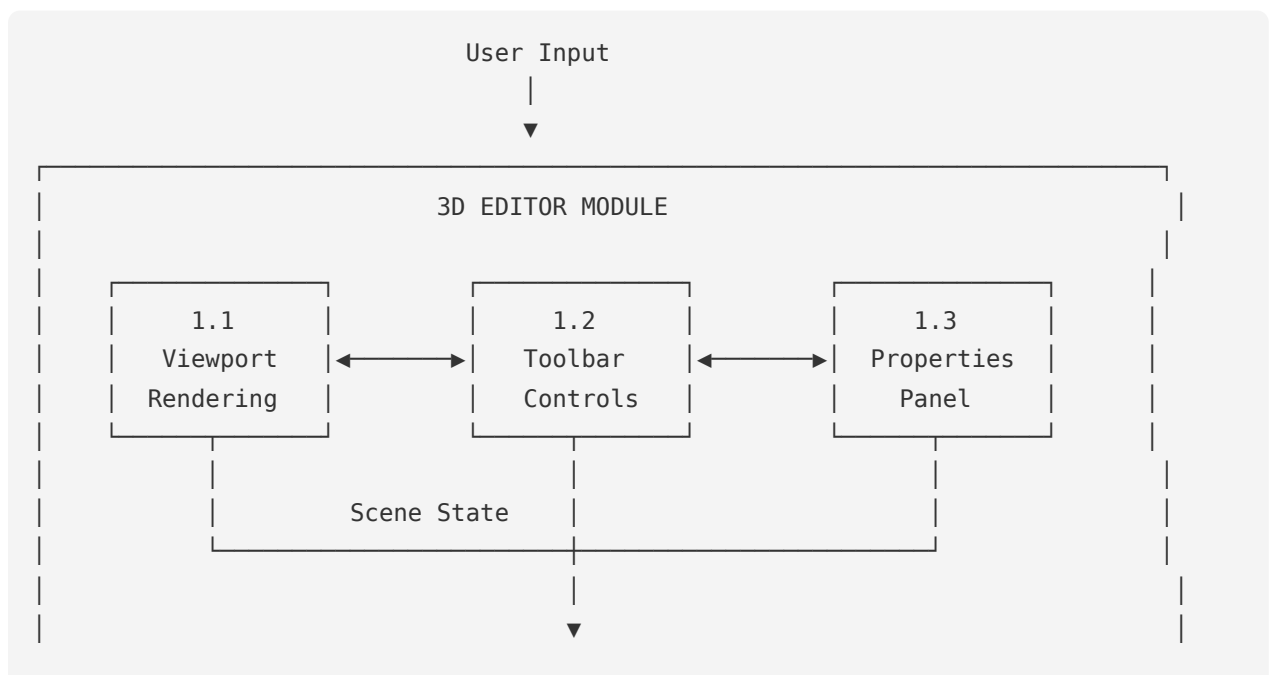 User Input
3D EDITOR MODULE
1.1 1.2 1.3
Viewport Toolbar Properties
Rendering Controls Panel
Scene State